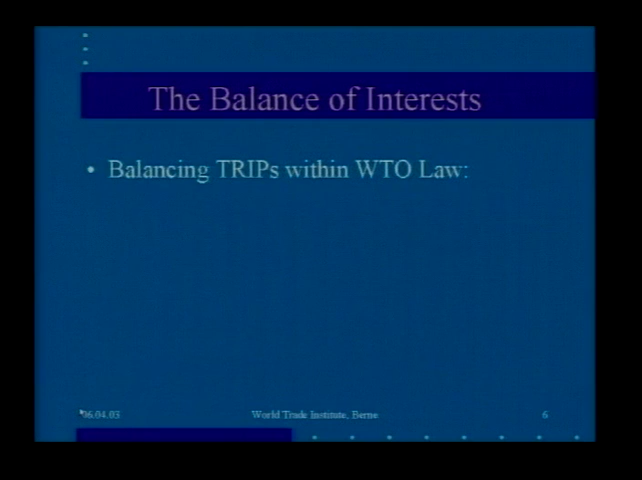 The Balance of Interests
• Balancing TRIPs within WTO Law:
06.04.03
World Trade Institute, Berne
6